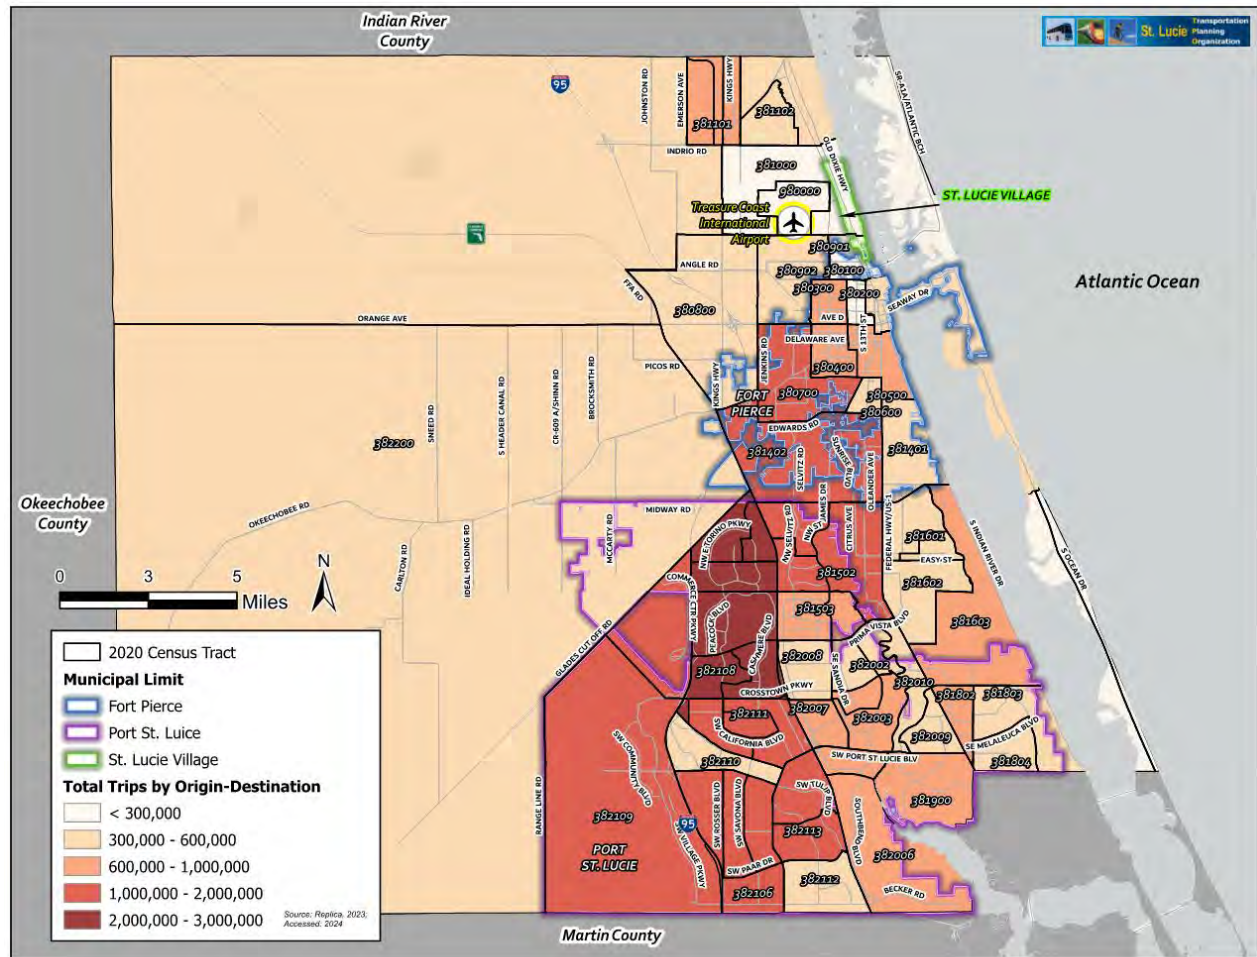 Indian River
County
St. Lucie
Transportation
Planning
Organization
95
JOHNSTON RD
EMERSON AVE
KINGS HWY
SR-A1A/ATLANTIC BCH
381101
381102
INDRIO RD
OLD DIXIE HWY
381000
980000
ST. LUCIE VILLAGE
Treasure Coast
International
Airport
380901
ANGLE RD
380902
380100
Atlantic Ocean
FFA RD
380300
380200
SEAWAY DR
380800
ORANGE AVE
AVE D
S 13TH ST
DELAWARE AVE
JENKINS RD
PICOS RD
380400
KINGS HWY
SNEED RD
S HEADER CANAL RD
CR-609 A/SHINN RD
BROCKSMITH RD
FORT
PIERCE
380700
380500
380600
EDWARDS RD
382200
381402
SELVITZ RD
SUNRISE BLVD
OLEANDER AVE
381401
Okeechobee
County
OKEECHOBEE RD
MIDWAY RD
MCCARTY RD
CARLTON RD
IDEAL HOLDING RD
NW E TORINO PKWY
NW SELVITZ RD
NW ST JAMES DR
CITRUS AVE
FEDERAL HWY/US-1
S INDIAN RIVER DR
S OCEAN DR
381601
EASY ST
381502
381602
N
0 3 5
Miles
COMMERCE CTR PKWY
PEACOCK BLVD
CASHMERE BLVD
381503
PRIMA VISTA BLVD
381603
GLADES CUT OFF RD
382008
SE SANDIA DR
382002
382108
382010
CROSSTOWN PKWY
381802
381803
382111
382007
382003
SW CALIFORNIA BLVD
382009
SE MELALEUCA BLVD
SW COMMUNITY BLVD
382110
SW PORT ST LUCIE BLV
381804
RANGE LINE RD
SW ROSSER BLVD
SW SAVONA BLVD
SW TULIP BLVD
381900
382109
95
SOUTHBEND BLVD
382113
PORT
ST. LUCIE
SW VILLAGE PKWY
382006
SW PAAR DR
382112
382106
BECKER RD
Martin County
2020 Census Tract
Municipal Limit
Fort Pierce
Port St. Luice
St. Lucie Village
Total Trips by Origin-Destination
< 300,000
300,000 - 600,000
600,000 - 1,000,000
1,000,000 - 2,000,000
2,000,000 - 3,000,000
Source: Replica, 2023,
Accessed. 2024